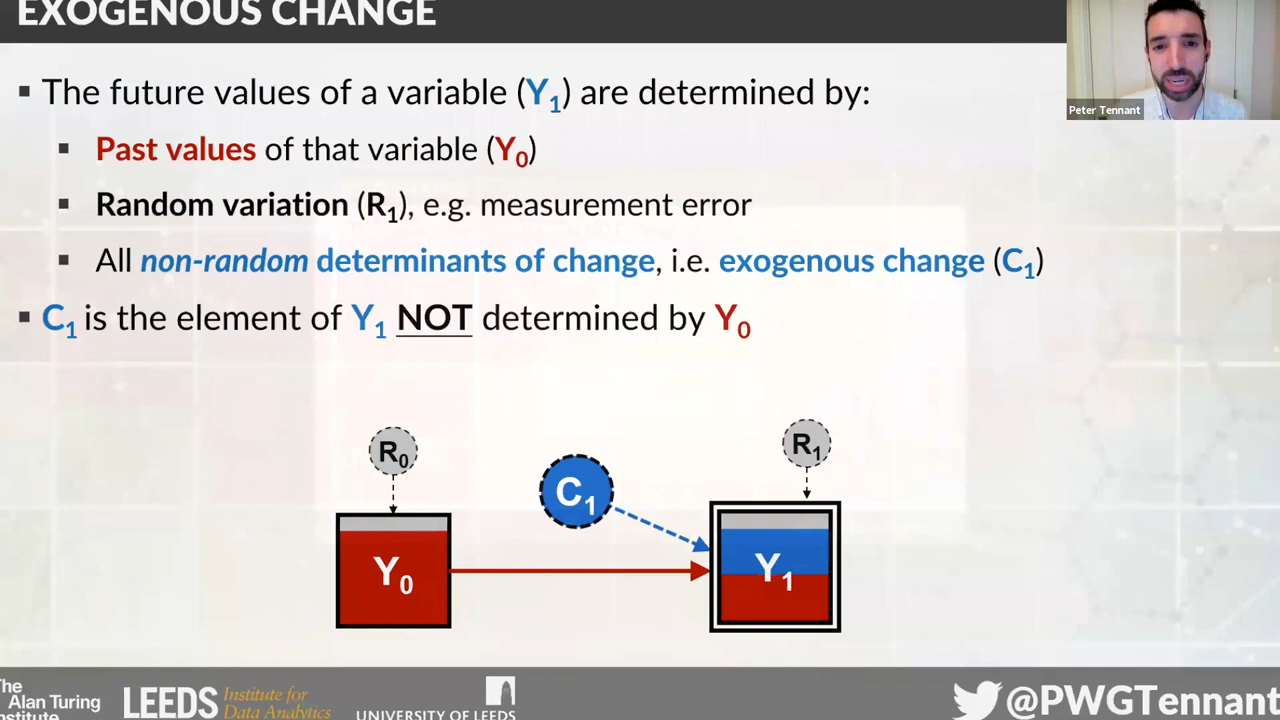 EXOGENOUS CHANGE
Peter Tennant
▪ The future values of a variable (Y₁) are determined by:
▪ Past values of that variable (Y₀)
▪ Random variation (R₁), e.g. measurement error
▪ All non-random determinants of change, i.e. exogenous change (C₁)
▪ C₁ is the element of Y₁ NOT determined by Y₀
R₀
R₁
C₁
Y₀
Y₁
The
Alan Turing
Institute
LEEDS Institute for
Data Analytics
UNIVERSITY OF LEEDS
@PWGTennant